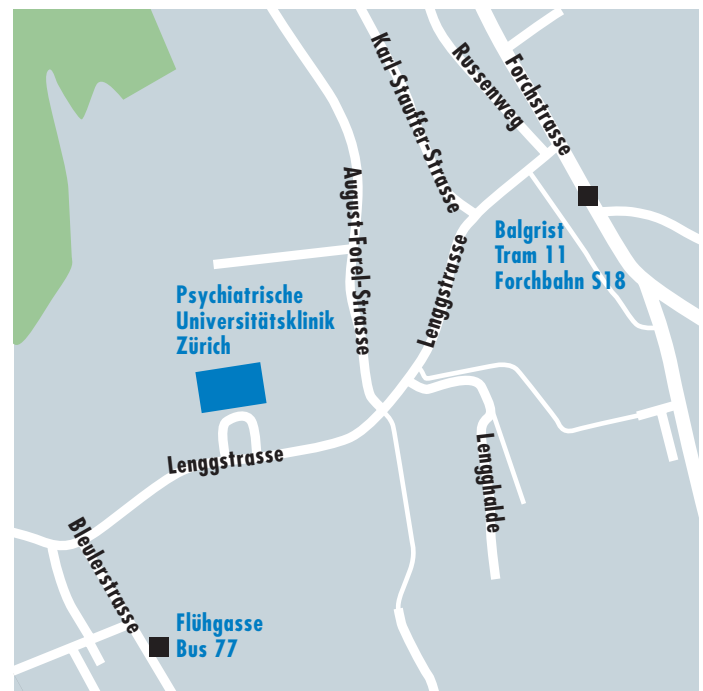 Karl-Stauffer-Strasse
Russenweg
Forchstrasse
August-Forel-Strasse
Lenggstrasse
Balgrist
Tram 11
Forchbahn S18
Psychiatrische
Universitätsklinik
Zürich
Lenggstrasse
Lengghalde
Bleulerstrasse
Flühgasse
Bus 77